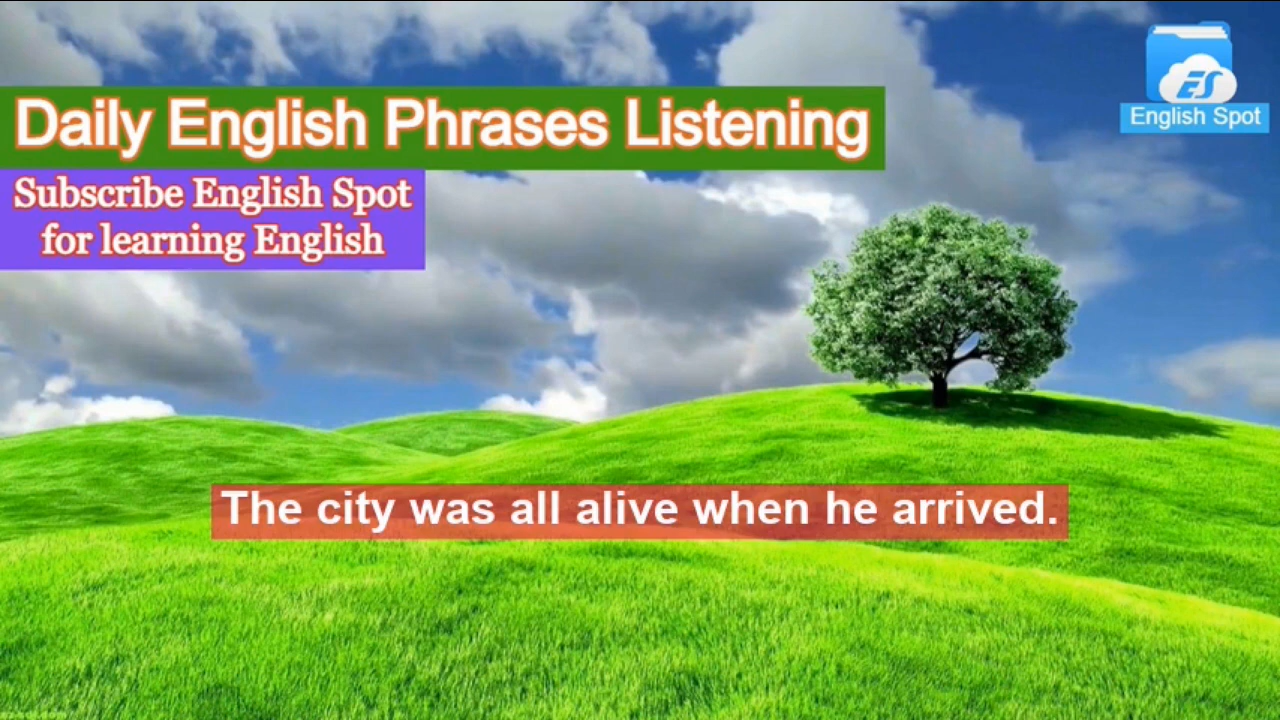 Daily English Phrases Listening
Subscribe English Spot
for learning English
ES
English Spot
The city was all alive when he arrived.